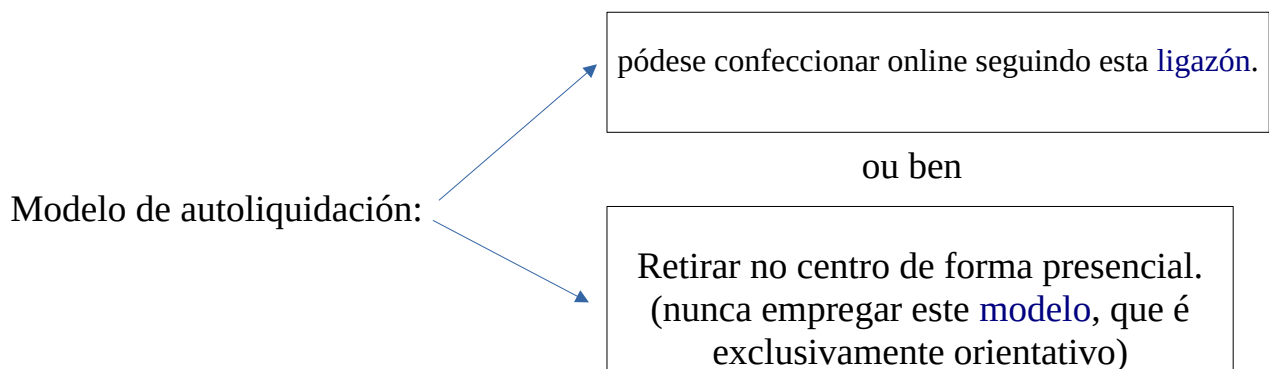 pódese confeccionar online seguindo esta ligazón.
ou ben
Modelo de autoliquidación:
Retirar no centro de forma presencial.
(nunca empregar este modelo, que é
exclusivamente orientativo)